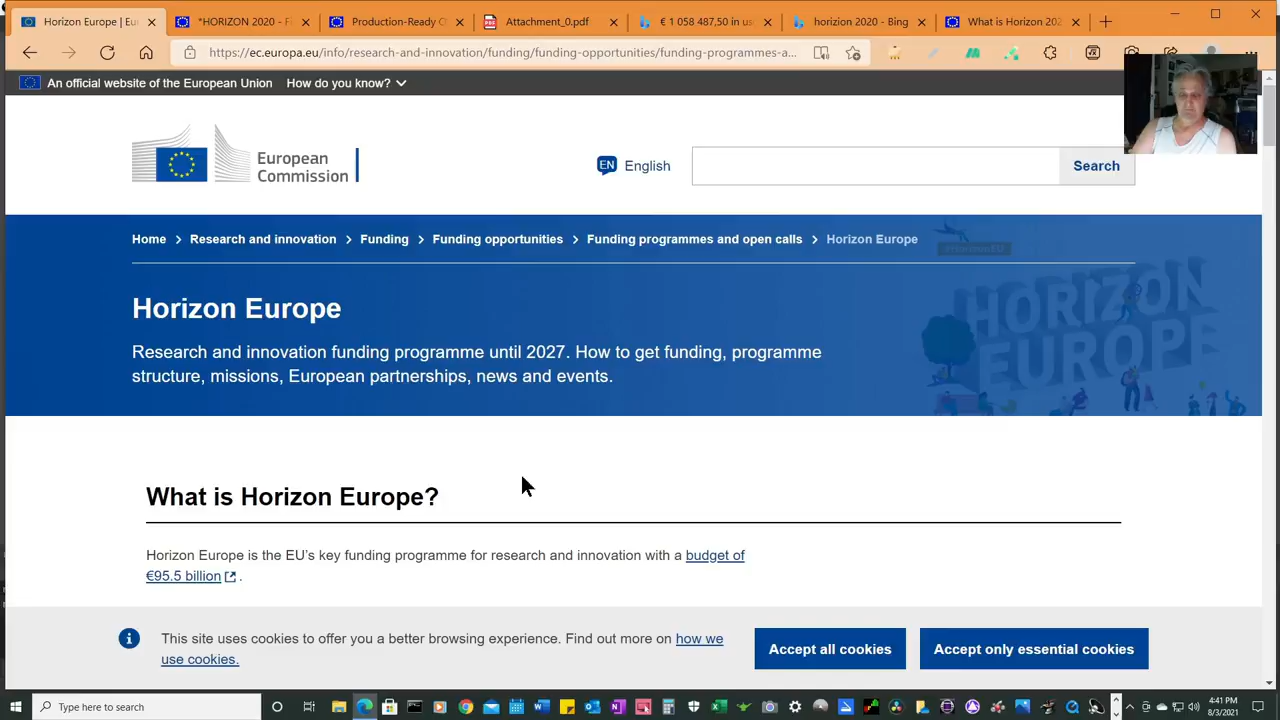 Horizon Europe | Eu
*HORIZON 2020 - Fi
Production-Ready O
Attachment_0.pdf
€ 1 058 487,50 in us
horizion 2020 - Bing
What is Horizon 202
https://ec.europa.eu/info/research-and-innovation/funding/funding-opportunities/funding-programmes-a...
An official website of the European Union
How do you know?
European
Commission
EN
English
Search
Home
Research and innovation
Funding
Funding opportunities
Funding programmes and open calls
Horizon Europe
HORIZON
EUROPE
Horizon Europe
Research and innovation funding programme until 2027. How to get funding, programme
structure, missions, European partnerships, news and events.
What is Horizon Europe?
Horizon Europe is the EU’s key funding programme for research and innovation with a budget of
€95.5 billion .
This site uses cookies to offer you a better browsing experience. Find out more on how we
use cookies.
Accept all cookies
Accept only essential cookies
Type here to search
4:41 PM
8/3/2021